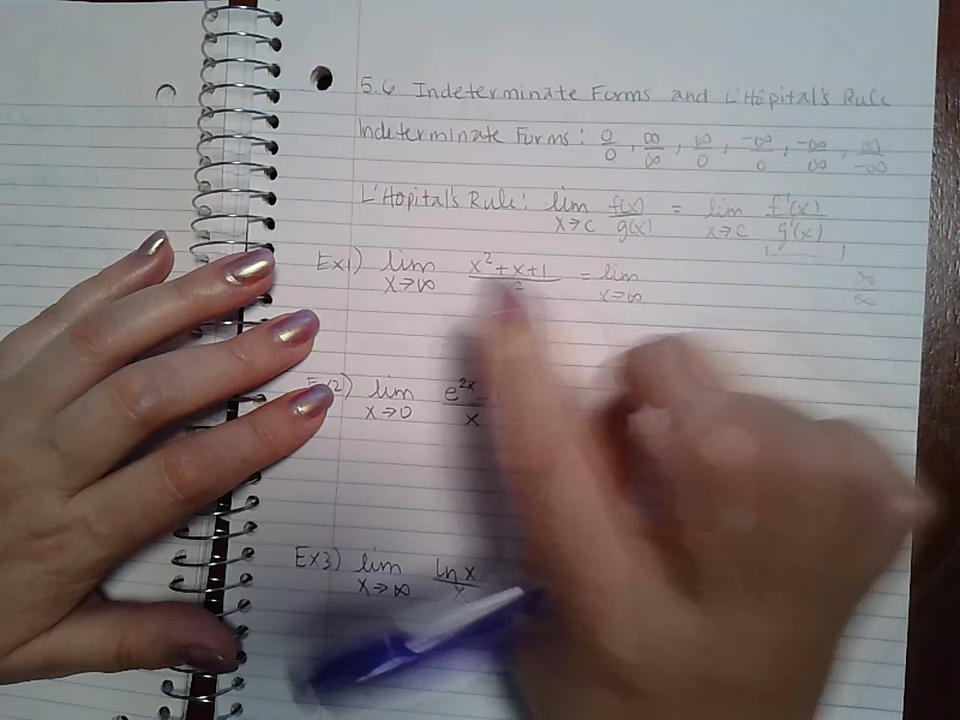 5.6 Indeterminate Forms and L'Hôpital's Rule
Indeterminate Forms: 0/0, ∞/∞, ∞/0, -∞/0, -∞/∞, ∞/-∞
L'Hôpital's Rule: lim x→c f(x)/g(x) = lim x→c f'(x)/g'(x)
Ex1) lim x→∞ x²+x+1 = lim x→∞ ∞/∞
2) lim x→0 e^2x - / x
Ex3) lim x→∞ ln x / x